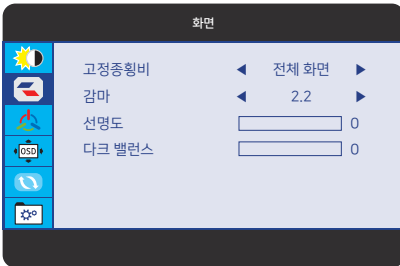 화면
고정종횡비 ◀ 전체 화면 ▶
감마 ◀ 2.2 ▶
선명도 0
다크 밸런스 0
OSD